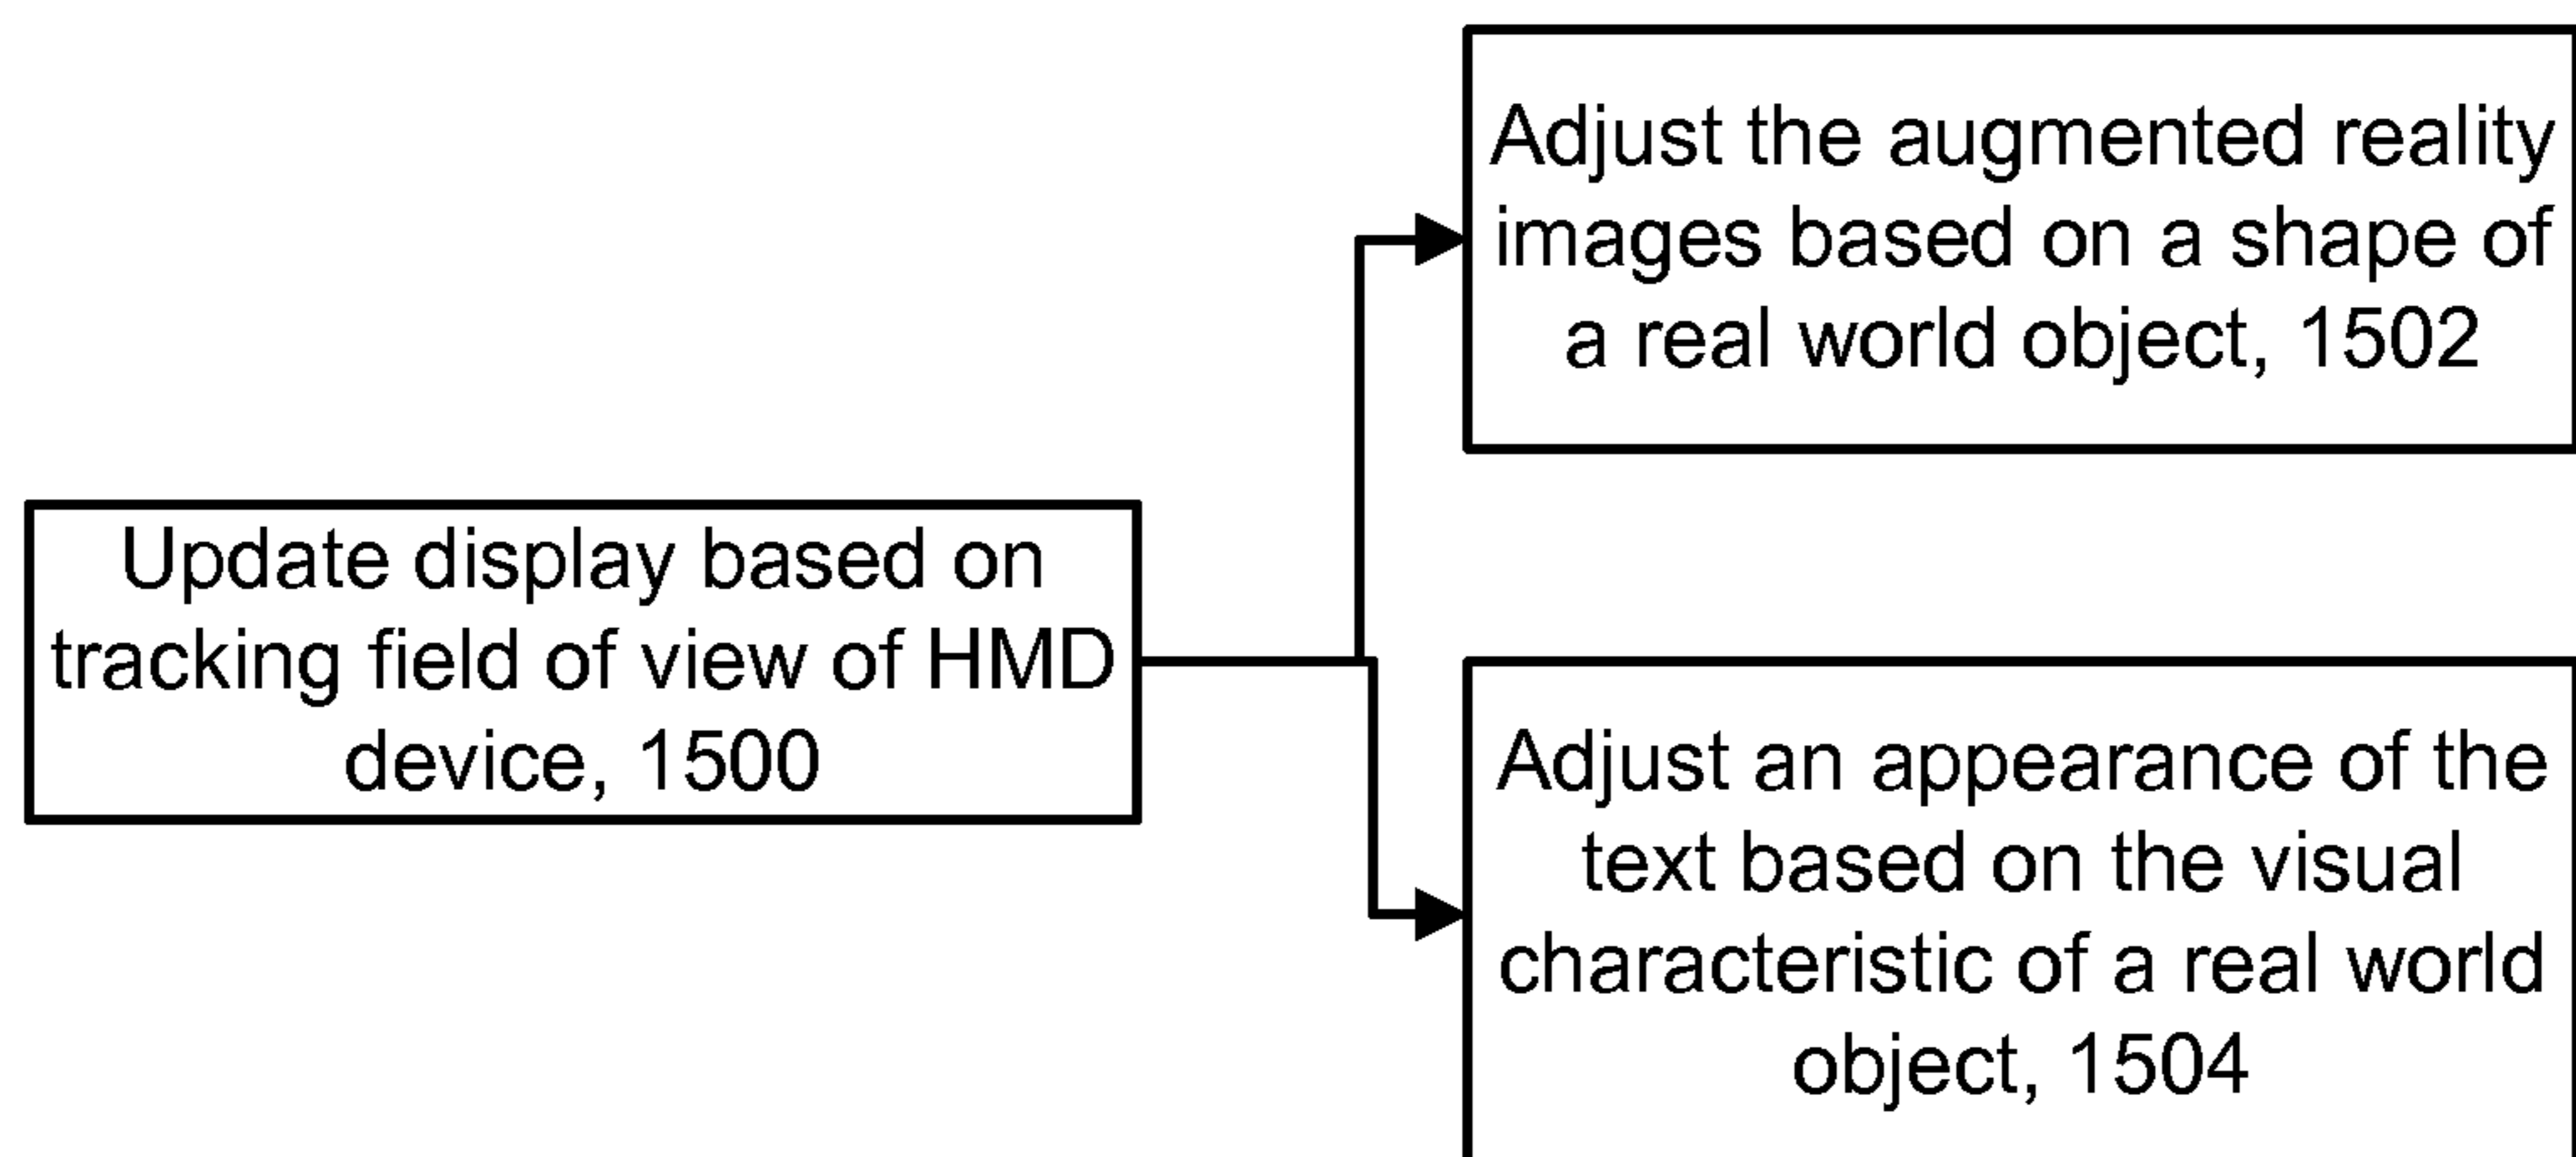 Adjust the augmented reality
images based on a shape of
a real world object, 1502
Update display based on
tracking field of view of HMD
device, 1500
Adjust an appearance of the
text based on the visual
characteristic of a real world
object, 1504